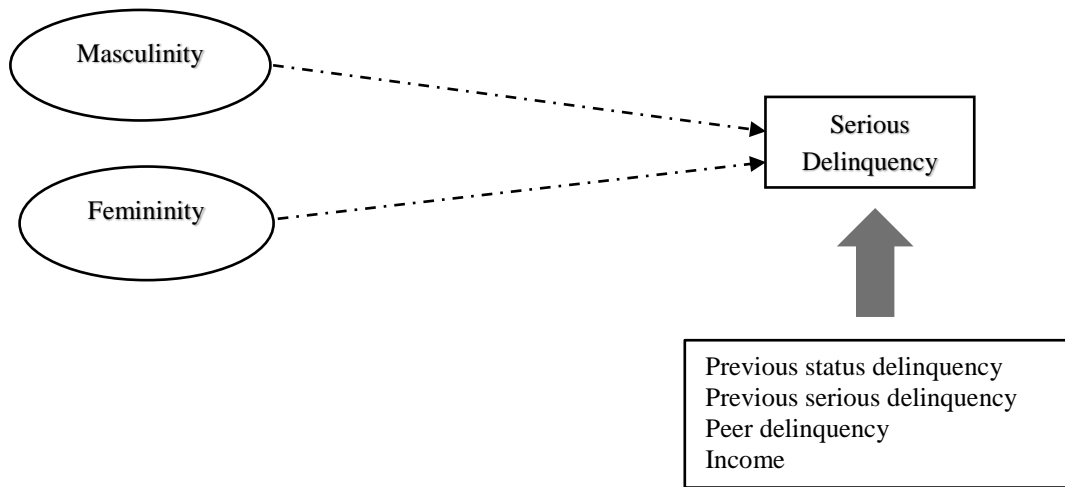 Masculinity
Serious
Delinquency
Femininity
Previous status delinquency
Previous serious delinquency
Peer delinquency
Income